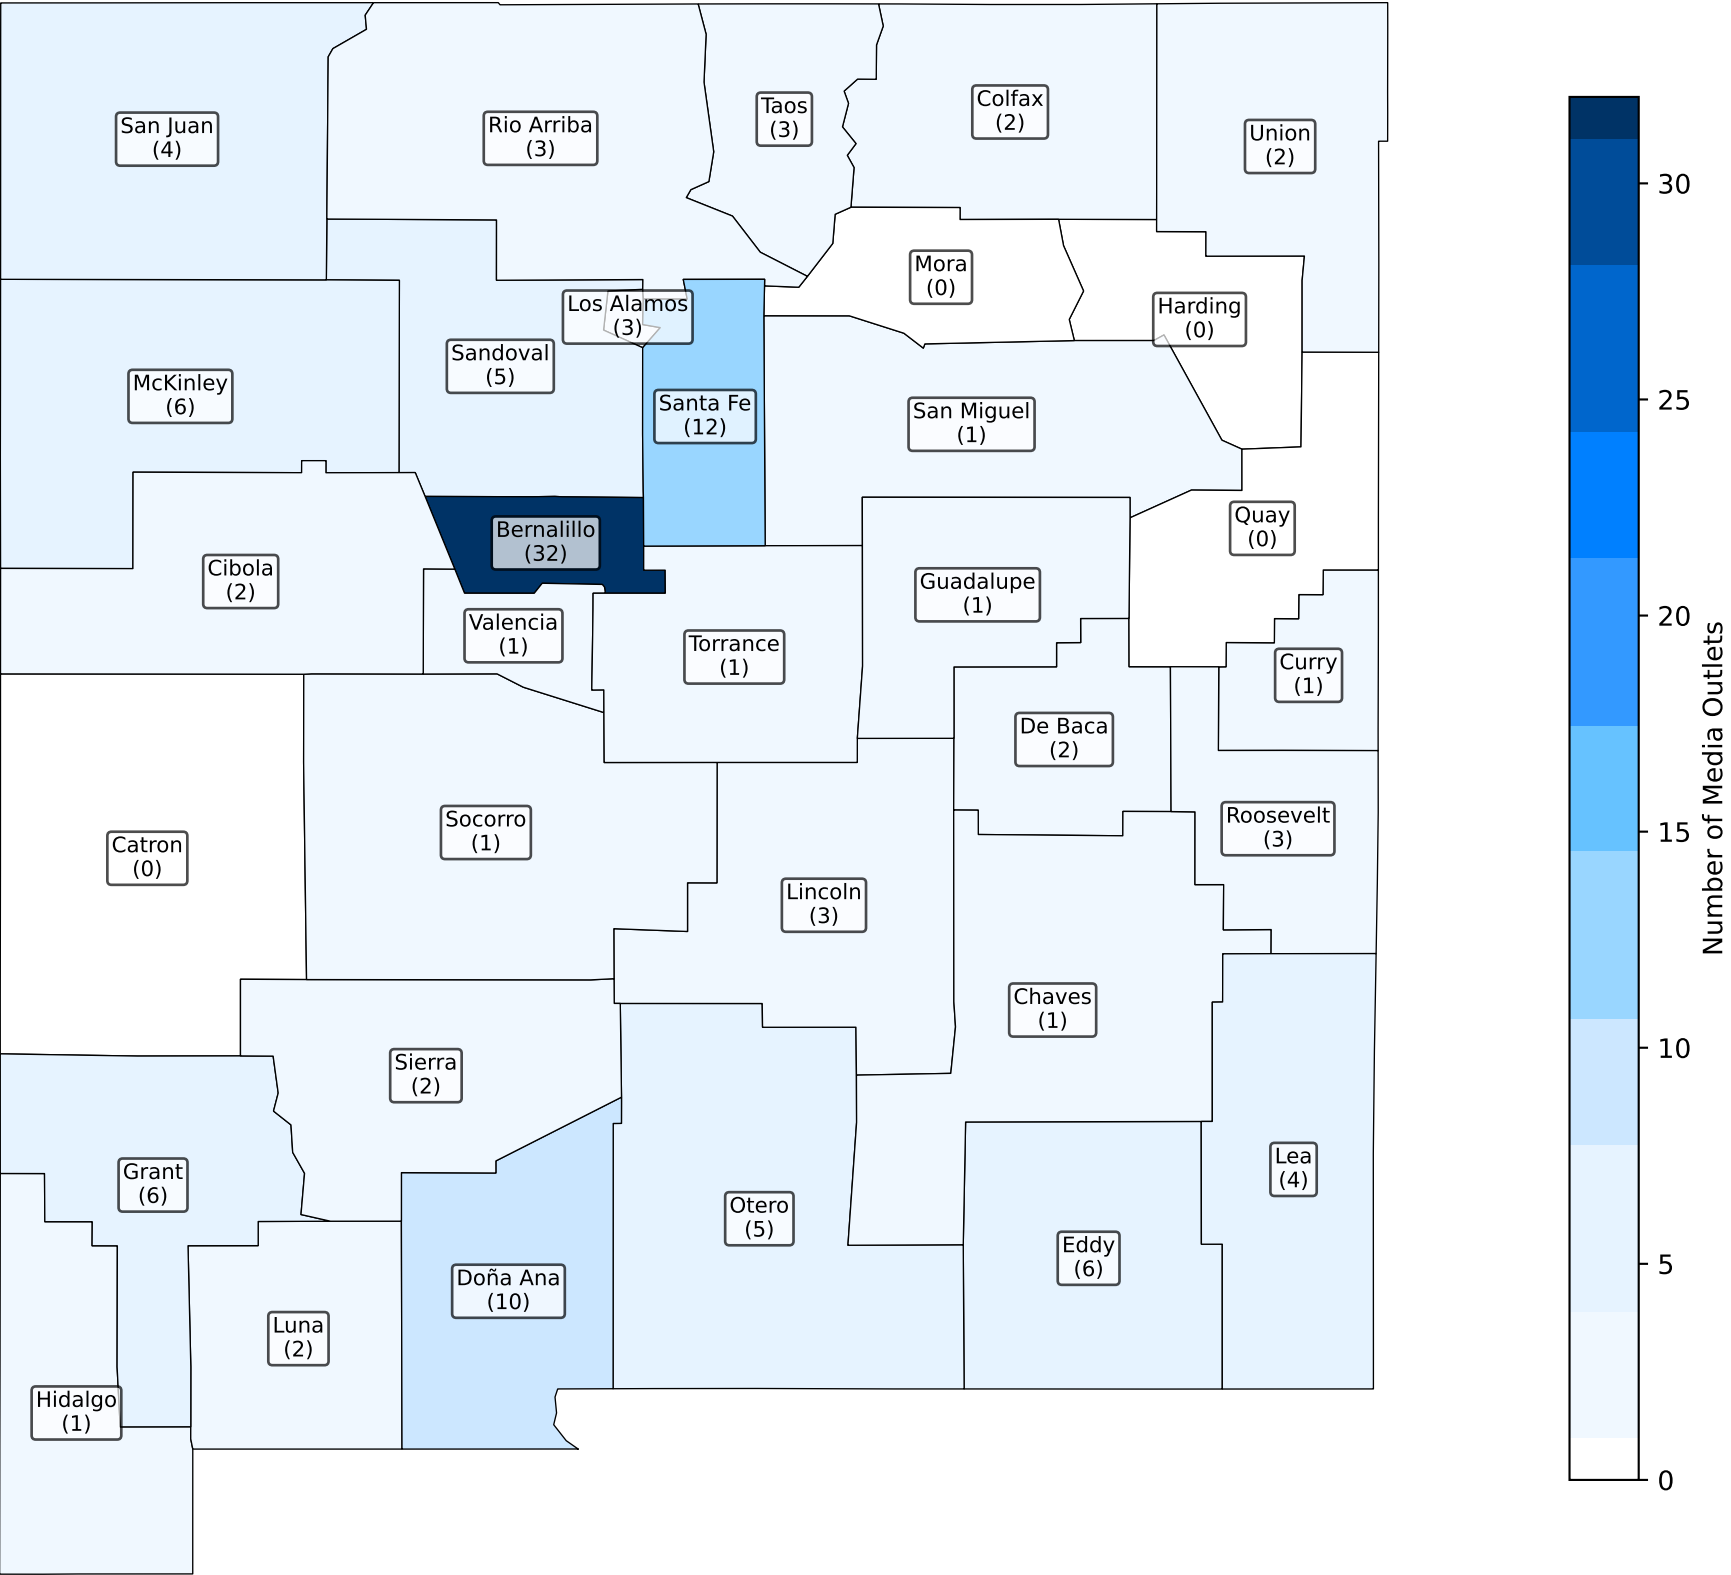 San Juan
(4)
Rio Arriba
(3)
Taos
(3)
Colfax
(2)
Union
(2)
Mora
(0)
Harding
(0)
Los Alamos
(3)
Sandoval
(5)
McKinley
(6)
Santa Fe
(12)
San Miguel
(1)
Quay
(0)
Bernalillo
(32)
Cibola
(2)
Guadalupe
(1)
Valencia
(1)
Torrance
(1)
Curry
(1)
De Baca
(2)
Socorro
(1)
Roosevelt
(3)
Catron
(0)
Lincoln
(3)
Chaves
(1)
Sierra
(2)
Grant
(6)
Lea
(4)
Otero
(5)
Eddy
(6)
Doña Ana
(10)
Luna
(2)
Hidalgo
(1)
30
25
20
15
10
5
0
Number of Media Outlets